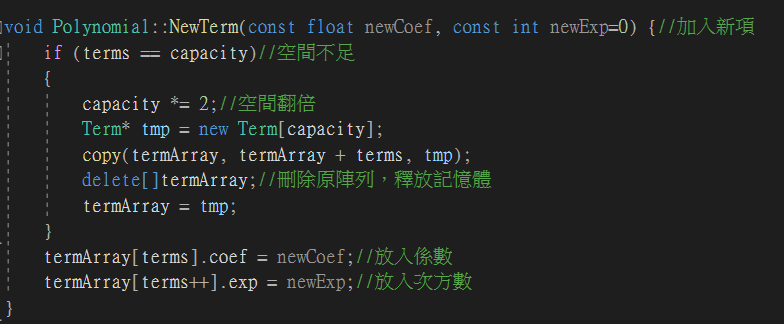 void Polynomial::NewTerm(const float newCoef, const int newExp=0) {//加入新項
if (terms == capacity)//空間不足
{
capacity *= 2;//空間翻倍
Term* tmp = new Term[capacity];
copy(termArray, termArray + terms, tmp);
delete[]termArray;//刪除原陣列，釋放記憶體
termArray = tmp;
}
termArray[terms].coef = newCoef;//放入係數
termArray[terms++].exp = newExp;//放入次方數
}